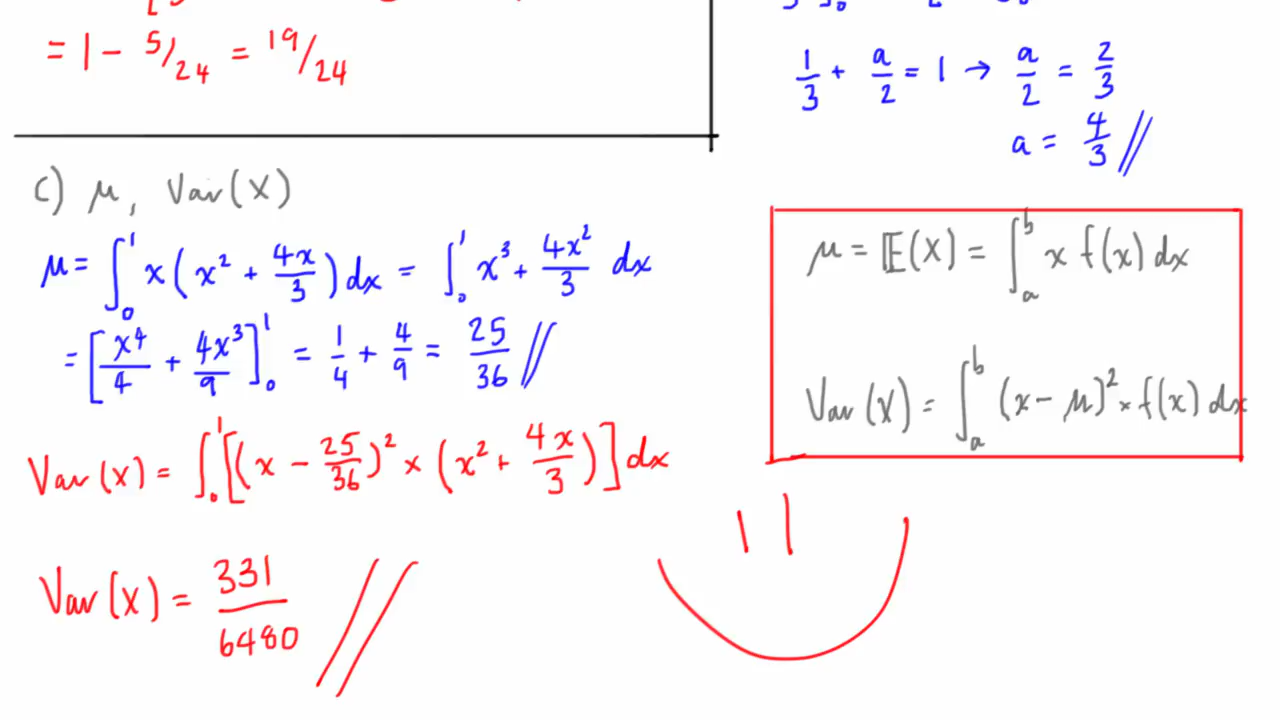 = 1 - 5/24 = 19/24
1/3 + a/2 = 1 → a/2 = 2/3
a = 4/3 //
c) μ, Var(X)
μ = ∫₀¹ x(x² + 4x/3) dx = ∫₀¹ x³ + 4x²/3 dx
= [x⁴/4 + 4x³/9]₀¹ = 1/4 + 4/9 = 25/36 //
Var(X) = ∫₀¹ [(x - 25/36)² × (x² + 4x/3)] dx
Var(X) = 331/6480 //
μ = 𝔼(X) = ∫ₐᵇ x f(x) dx
Var(X) = ∫ₐᵇ (x - μ)² × f(x) dx